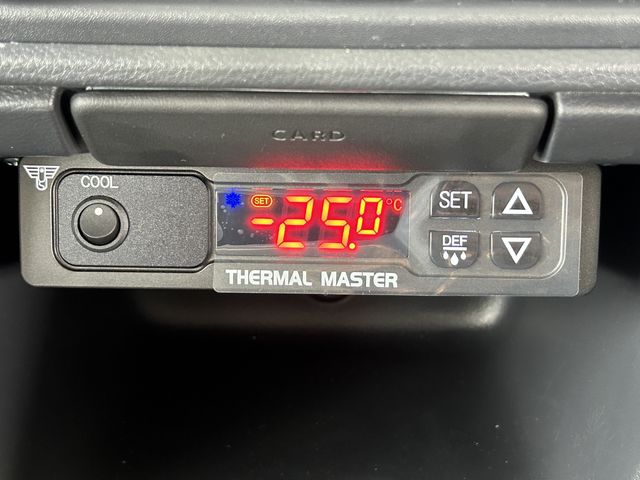 CARD
COOL
SET
-25.0 °C
SET
DEF
THERMAL MASTER